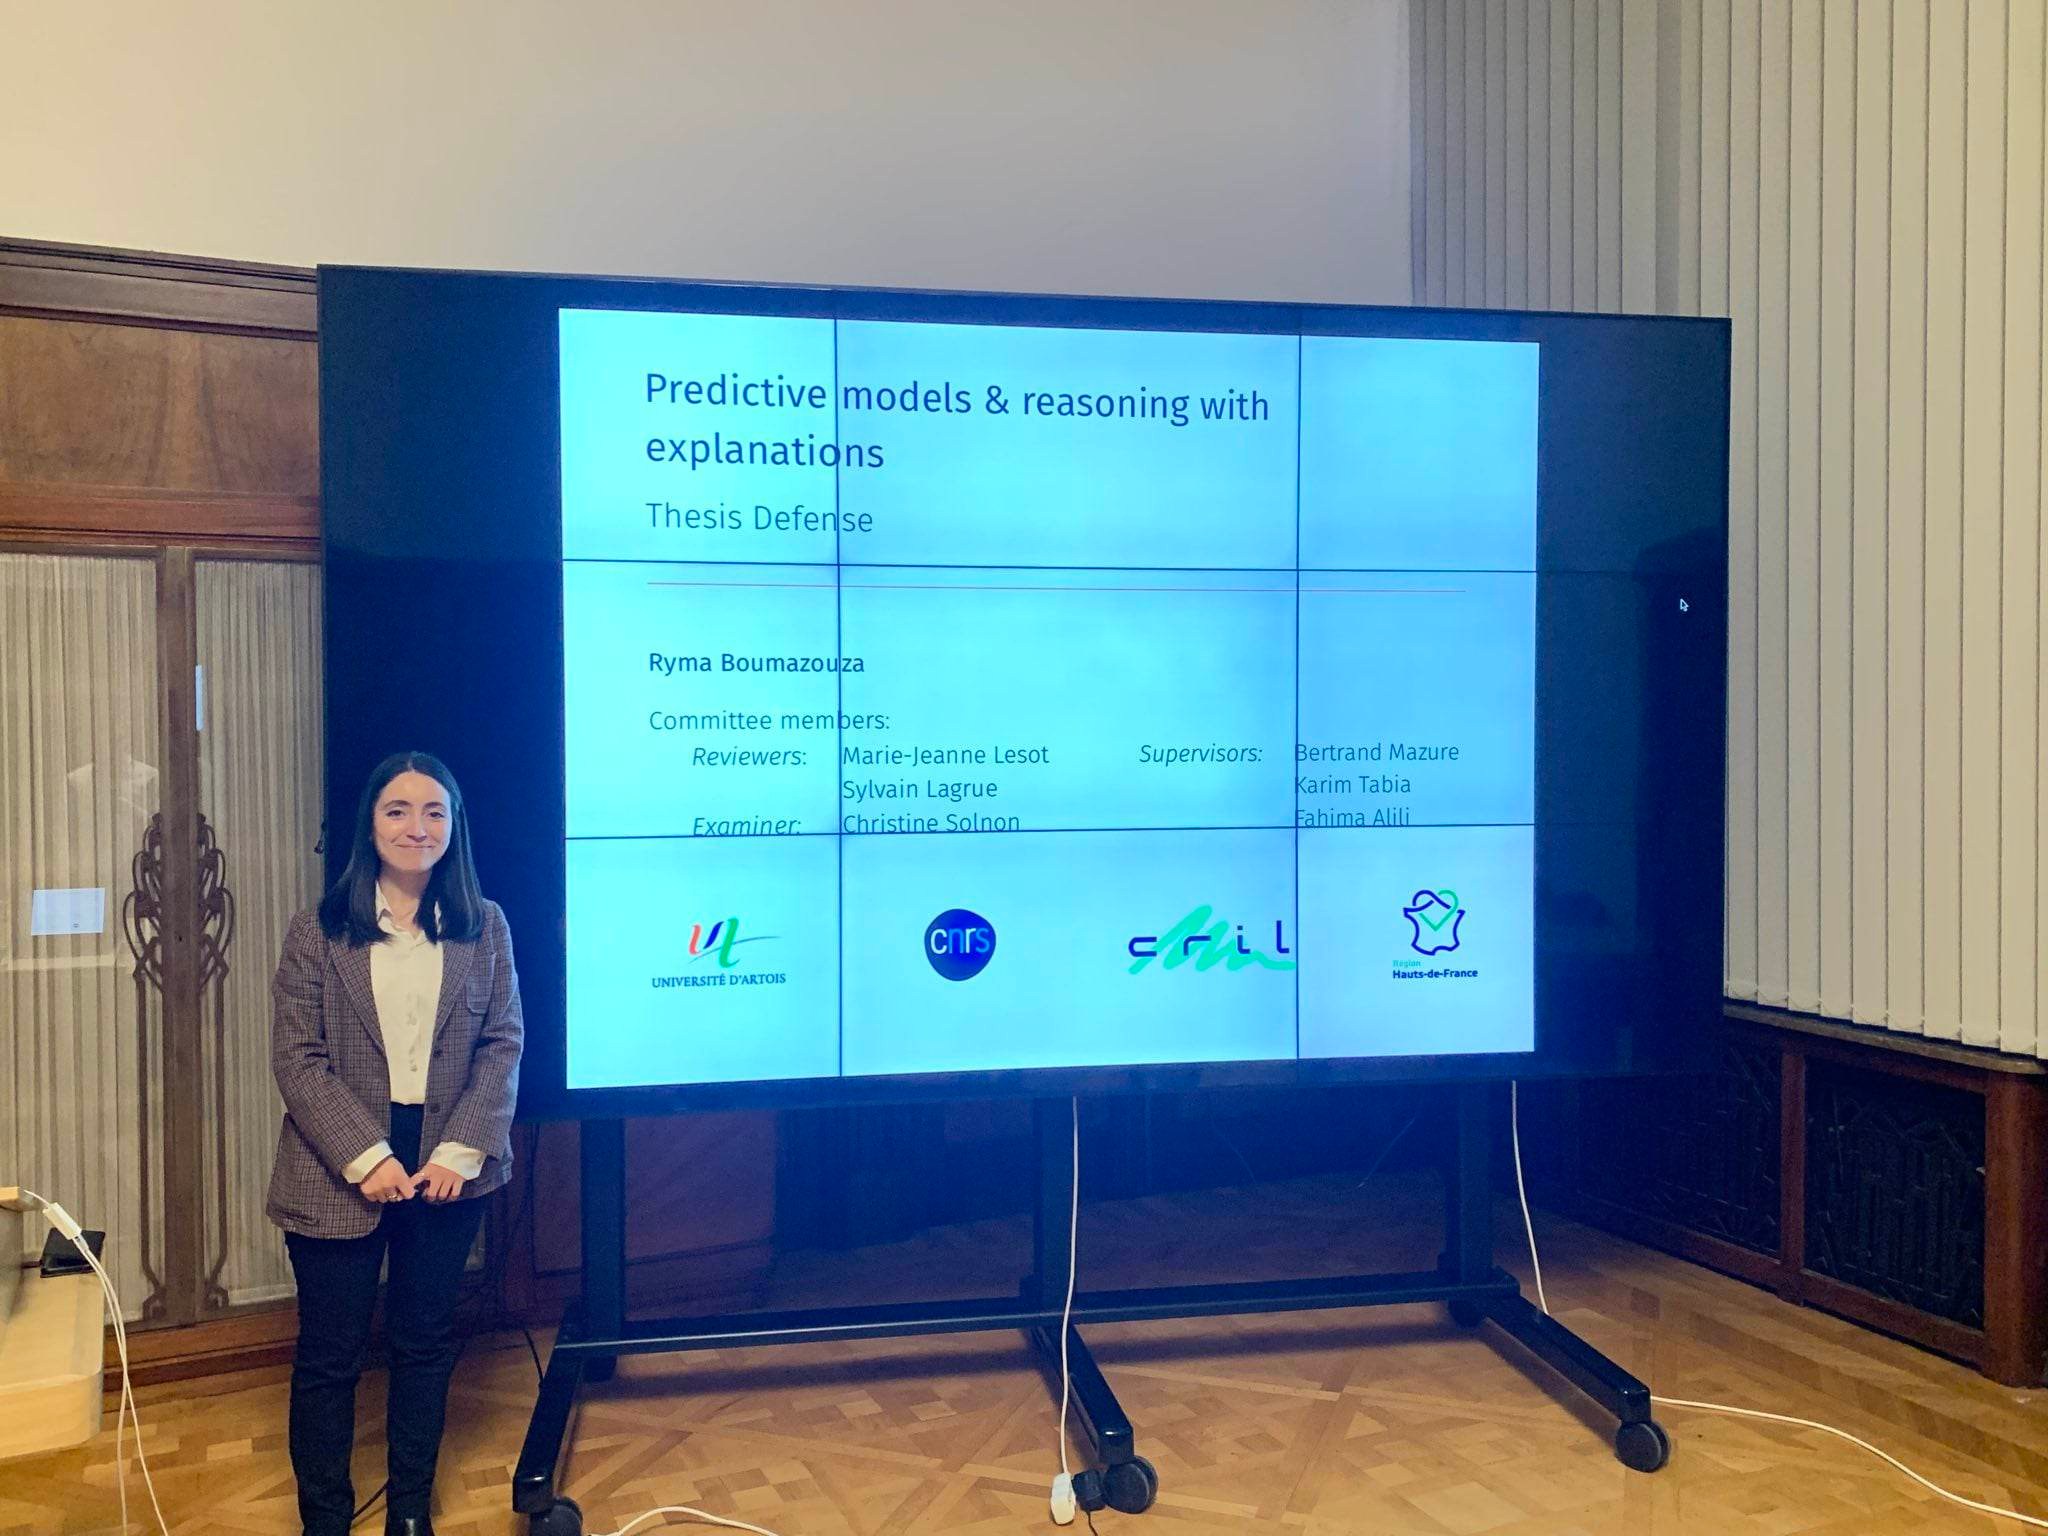 Predictive models & reasoning with
explanations
Thesis Defense
Ryma Boumazouza
Committee members:
Reviewers: Marie-Jeanne Lesot Supervisors: Bertrand Mazure
Sylvain Lagrue Karim Tabia
Examiner: Christine Solnon Fahima Alili
UNIVERSITÉ D'ARTOIS
cnrs
cril
Région
Hauts-de-France